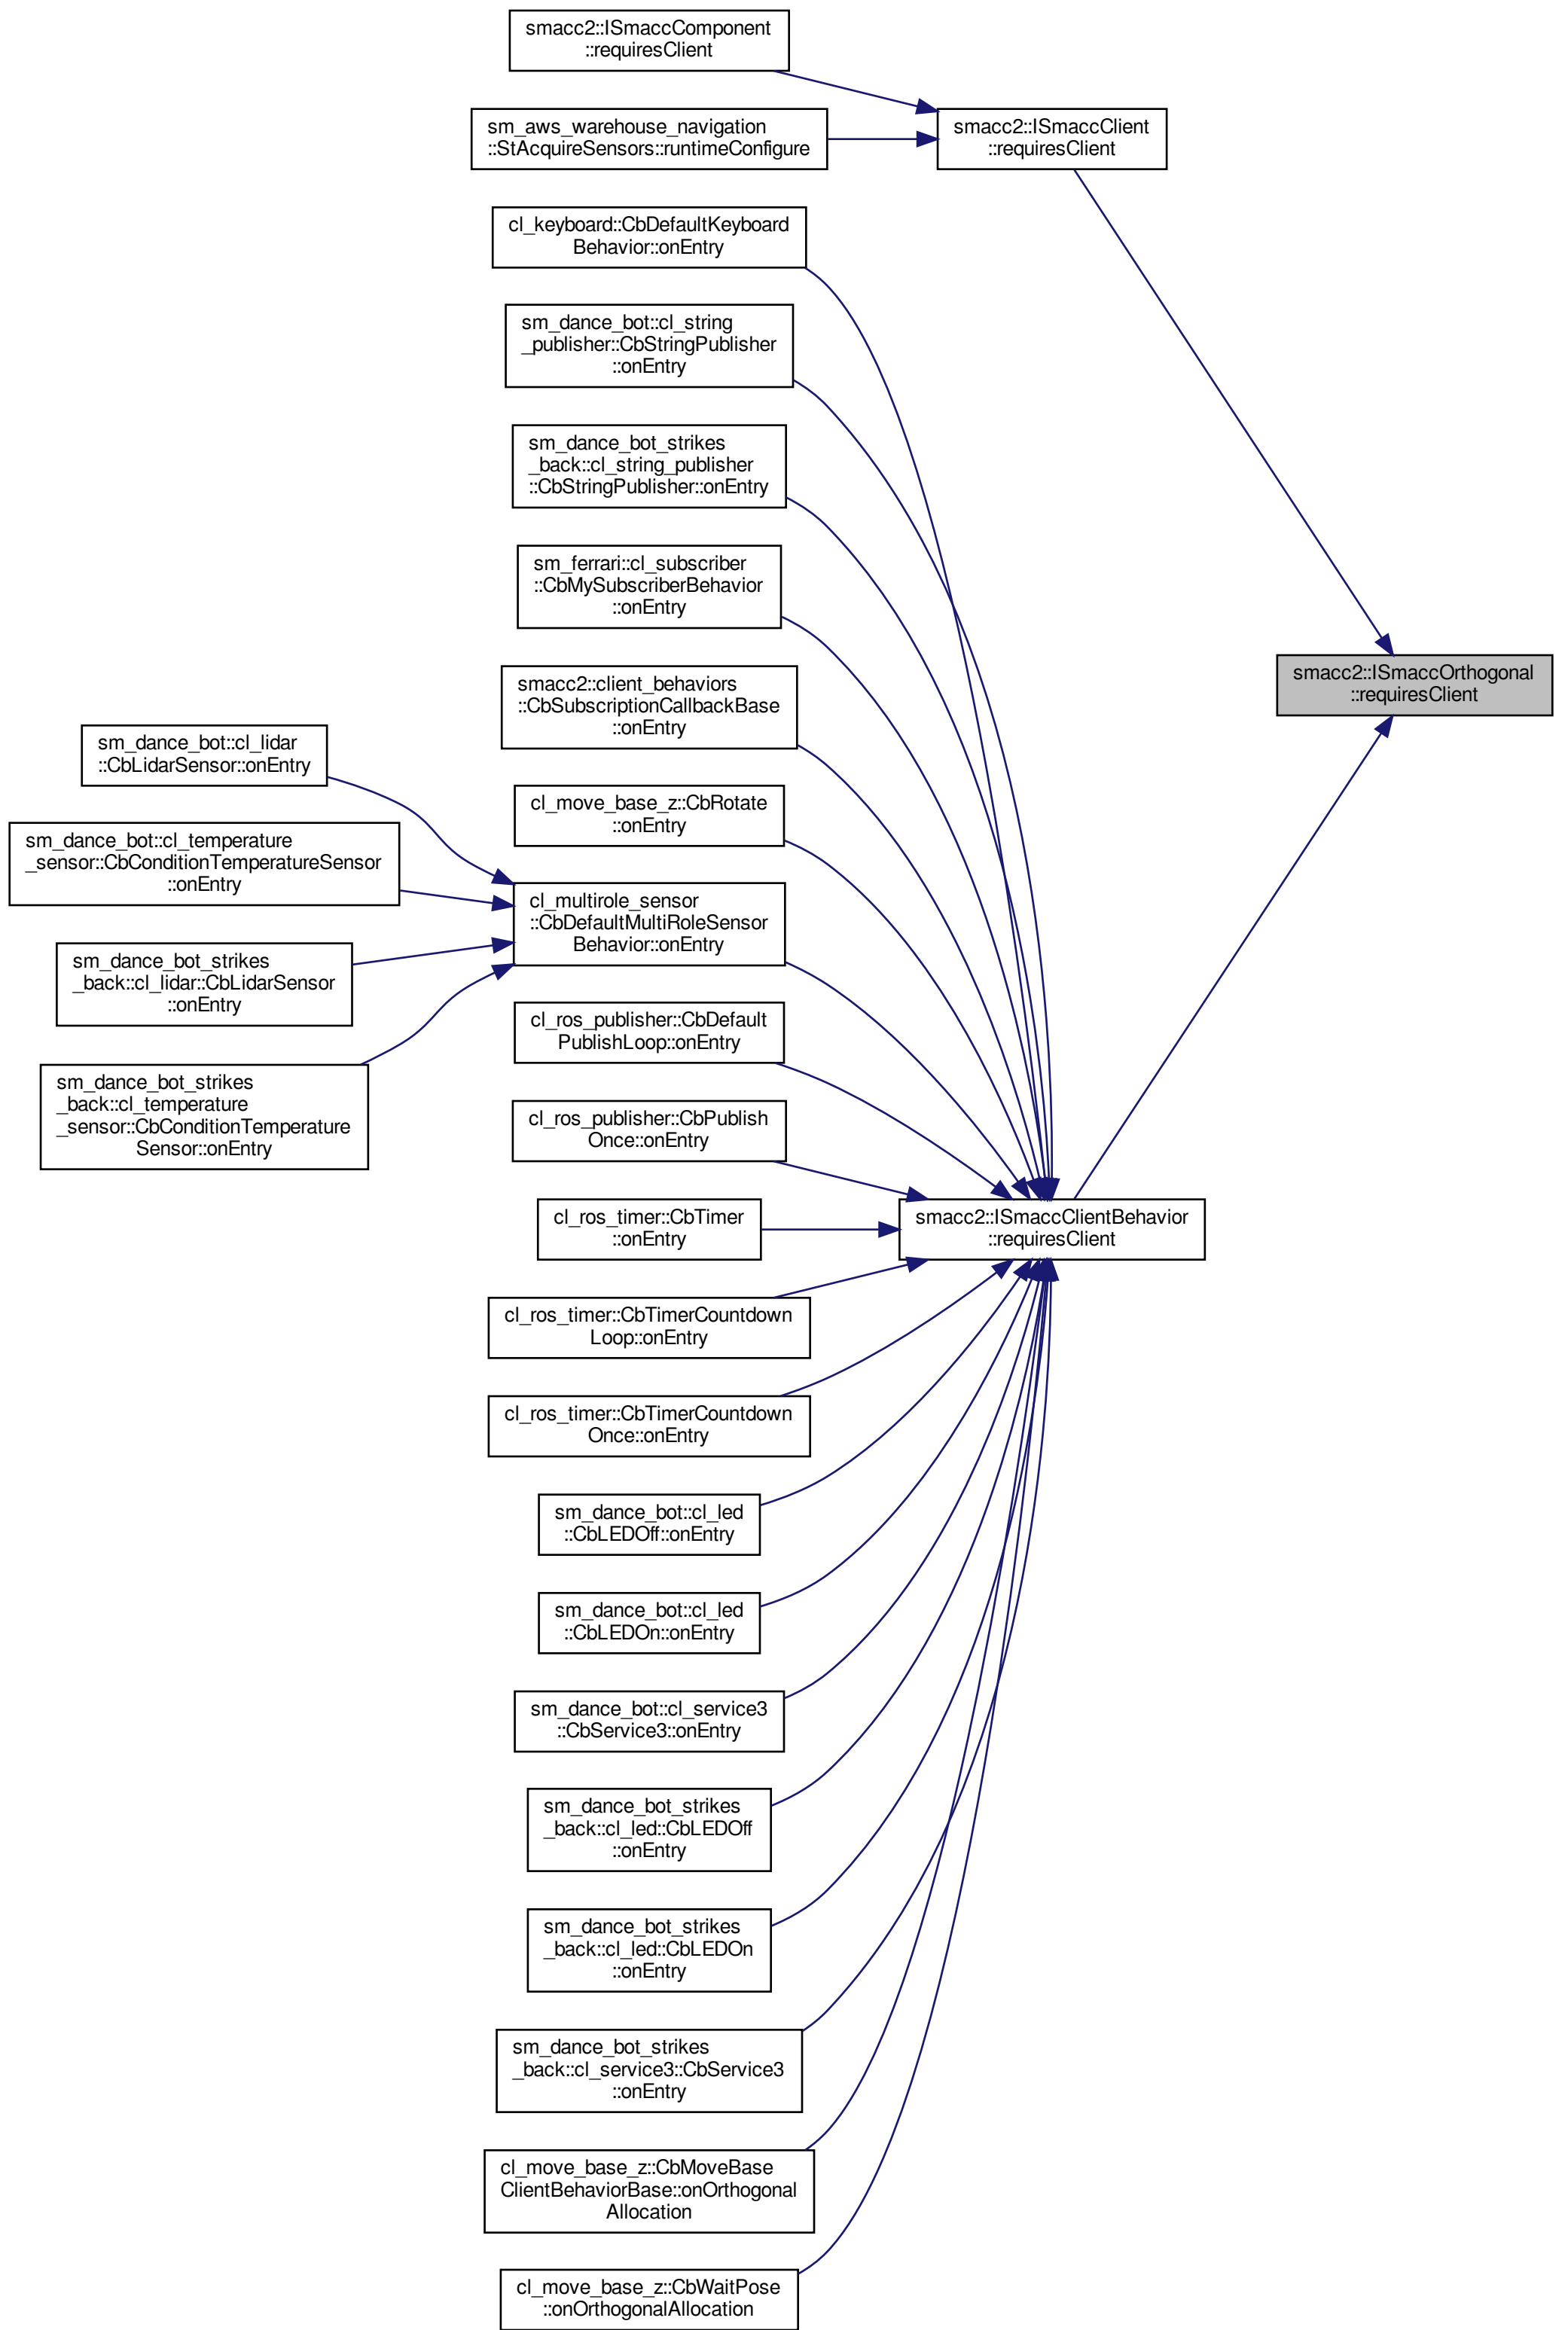 smacc2::ISmaccComponent
::requiresClient
sm_aws_warehouse_navigation
::StAcquireSensors::runtimeConfigure
smacc2::ISmaccClient
::requiresClient
cl_keyboard::CbDefaultKeyboard
Behavior::onEntry
sm_dance_bot::cl_string
_publisher::CbStringPublisher
::onEntry
sm_dance_bot_strikes
_back::cl_string_publisher
::CbStringPublisher::onEntry
sm_ferrari::cl_subscriber
::CbMySubscriberBehavior
::onEntry
smacc2::ISmaccOrthogonal
::requiresClient
smacc2::client_behaviors
::CbSubscriptionCallbackBase
::onEntry
sm_dance_bot::cl_lidar
::CbLidarSensor::onEntry
cl_move_base_z::CbRotate
::onEntry
sm_dance_bot::cl_temperature
_sensor::CbConditionTemperatureSensor
::onEntry
cl_multirole_sensor
::CbDefaultMultiRoleSensor
Behavior::onEntry
sm_dance_bot_strikes
_back::cl_lidar::CbLidarSensor
::onEntry
cl_ros_publisher::CbDefault
PublishLoop::onEntry
sm_dance_bot_strikes
_back::cl_temperature
_sensor::CbConditionTemperature
Sensor::onEntry
cl_ros_publisher::CbPublish
Once::onEntry
cl_ros_timer::CbTimer
::onEntry
smacc2::ISmaccClientBehavior
::requiresClient
cl_ros_timer::CbTimerCountdown
Loop::onEntry
cl_ros_timer::CbTimerCountdown
Once::onEntry
sm_dance_bot::cl_led
::CbLEDOff::onEntry
sm_dance_bot::cl_led
::CbLEDOn::onEntry
sm_dance_bot::cl_service3
::CbService3::onEntry
sm_dance_bot_strikes
_back::cl_led::CbLEDOff
::onEntry
sm_dance_bot_strikes
_back::cl_led::CbLEDOn
::onEntry
sm_dance_bot_strikes
_back::cl_service3::CbService3
::onEntry
cl_move_base_z::CbMoveBase
ClientBehaviorBase::onOrthogonal
Allocation
cl_move_base_z::CbWaitPose
::onOrthogonalAllocation